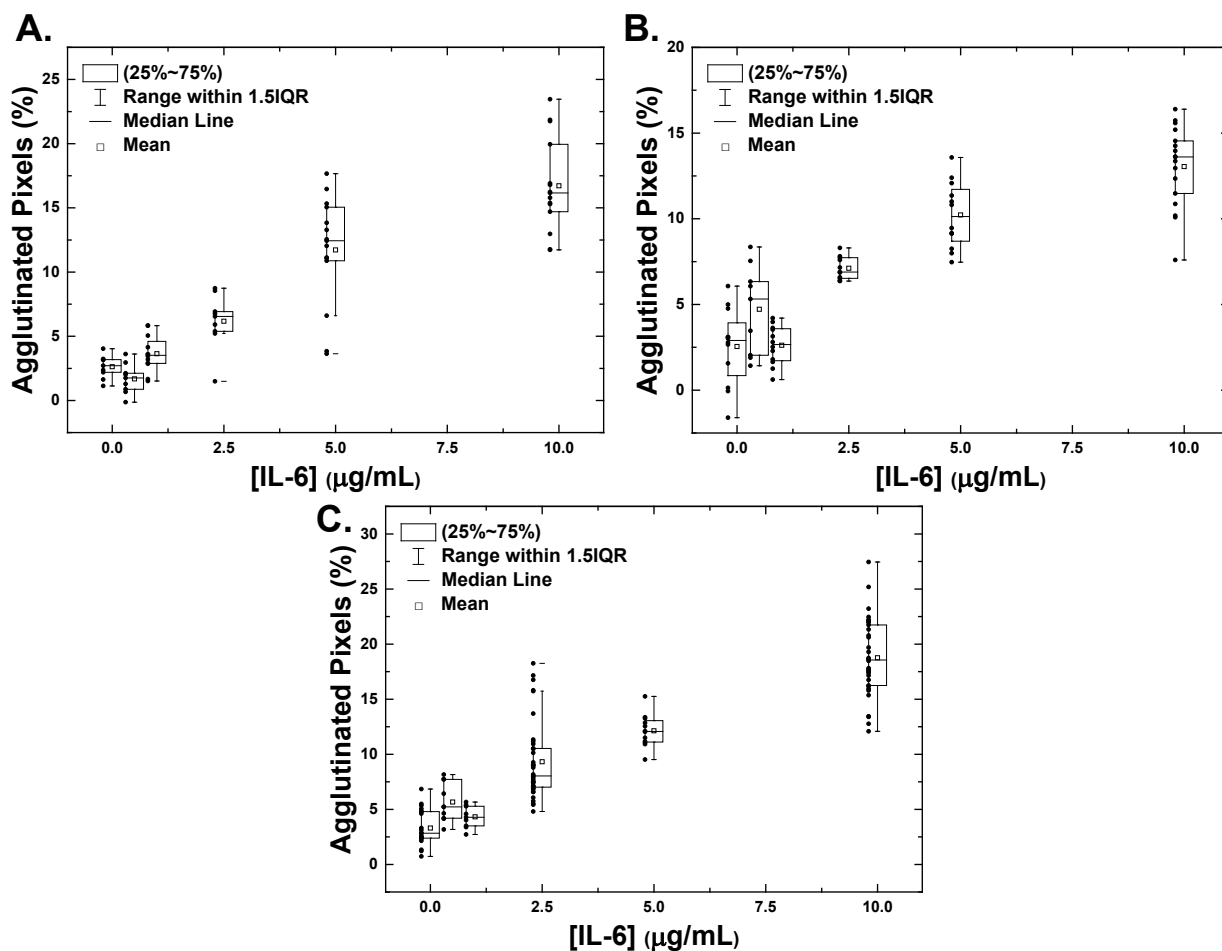 A.
(25%~75%)
Range within 1.5IQR
Median Line
Mean
Agglutinated Pixels (%)
25
20
15
10
5
0
0.0 2.5 5.0 7.5 10.0
[IL-6] (μg/mL)
B.
(25%~75%)
Range within 1.5IQR
Median Line
Mean
Agglutinated Pixels (%)
20
15
10
5
0
0.0 2.5 5.0 7.5 10.0
[IL-6] (μg/mL)
C.
(25%~75%)
Range within 1.5IQR
Median Line
Mean
Agglutinated Pixels (%)
30
25
20
15
10
5
0
0.0 2.5 5.0 7.5 10.0
[IL-6] (μg/mL)